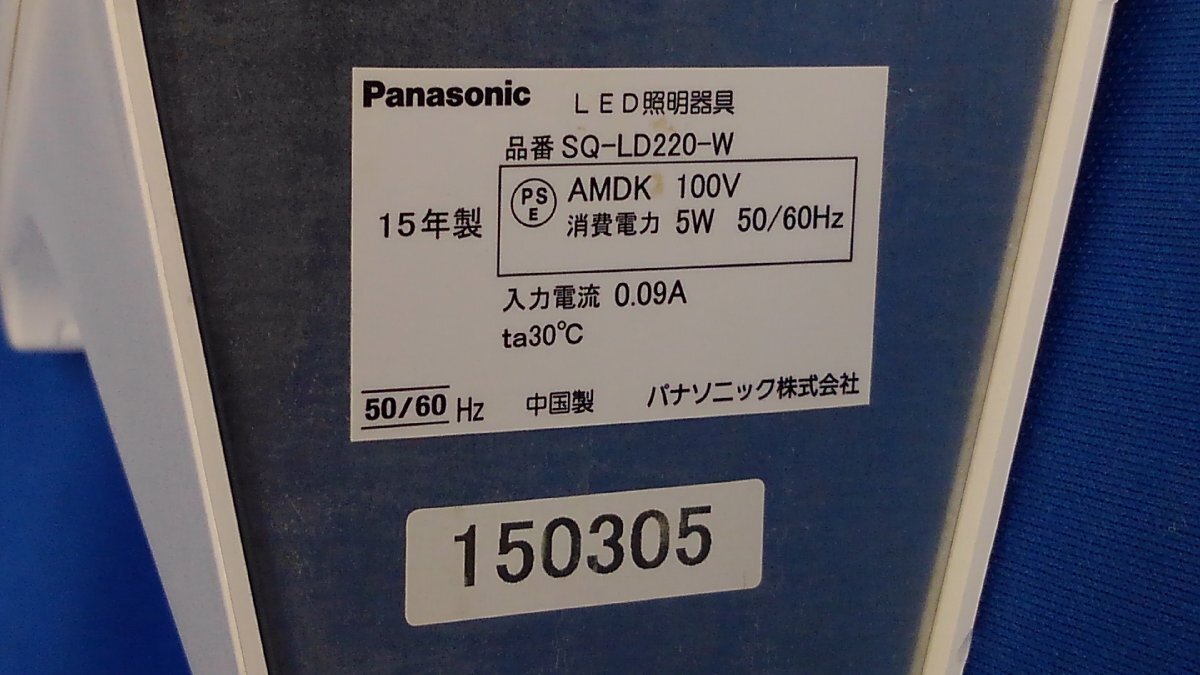 Panasonic LED照明器具
品番 SQ-LD220-W
15年製
PS
E
AMDK 100V
消費電力 5W 50/60Hz
入力電流 0.09A
ta30℃
50/60 Hz 中国製 パナソニック株式会社
150305